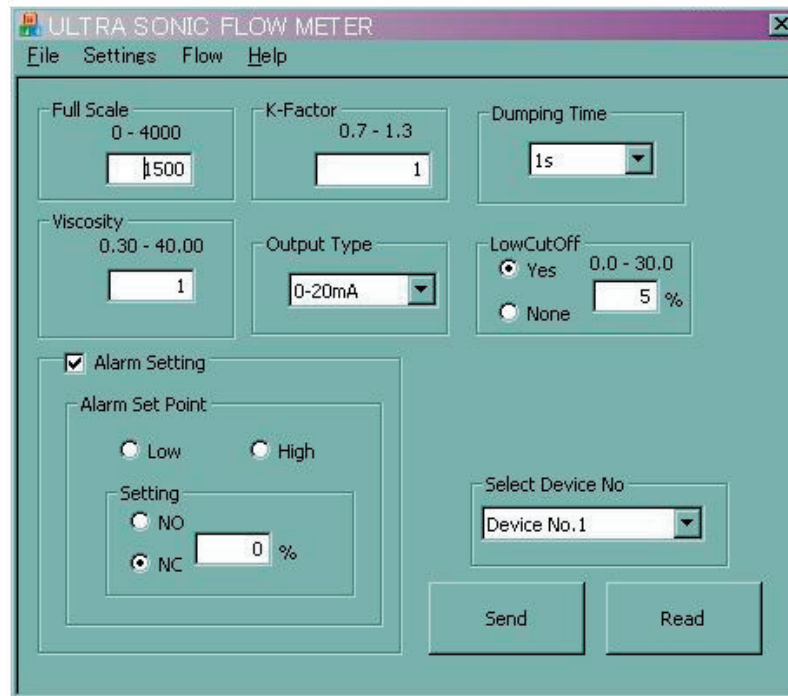 ULTRA SONIC FLOW METER
File Settings Flow Help
Full Scale
0 - 4000
1500
K-Factor
0.7 - 1.3
1
Dumping Time
1s
Viscosity
0.30 - 40.00
1
Output Type
0-20mA
LowCutOff
Yes
0.0 - 30.0
5 %
None
Alarm Setting
Alarm Set Point
Low
High
Setting
NO
NC
0 %
Select Device No
Device No.1
Send
Read